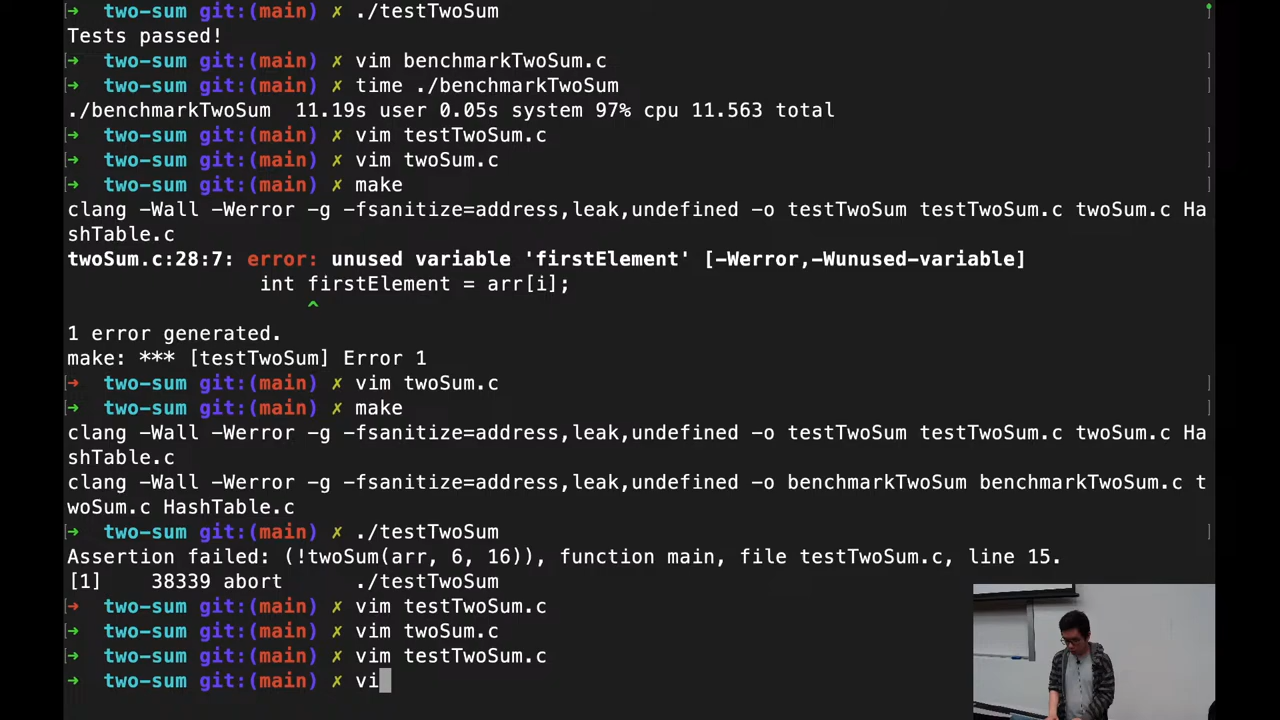 ➜  two-sum git:(main) ✗ ./testTwoSum
Tests passed!
➜  two-sum git:(main) ✗ vim benchmarkTwoSum.c
➜  two-sum git:(main) ✗ time ./benchmarkTwoSum
./benchmarkTwoSum  11.19s user 0.05s system 97% cpu 11.563 total
➜  two-sum git:(main) ✗ vim testTwoSum.c
➜  two-sum git:(main) ✗ vim twoSum.c
➜  two-sum git:(main) ✗ make
clang -Wall -Werror -g -fsanitize=address,leak,undefined -o testTwoSum testTwoSum.c twoSum.c Ha
shTable.c
twoSum.c:28:7: error: unused variable 'firstElement' [-Werror,-Wunused-variable]
                int firstElement = arr[i];
                    ^
1 error generated.
make: *** [testTwoSum] Error 1
➜  two-sum git:(main) ✗ vim twoSum.c
➜  two-sum git:(main) ✗ make
clang -Wall -Werror -g -fsanitize=address,leak,undefined -o testTwoSum testTwoSum.c twoSum.c Ha
shTable.c
clang -Wall -Werror -g -fsanitize=address,leak,undefined -o benchmarkTwoSum benchmarkTwoSum.c t
woSum.c HashTable.c
➜  two-sum git:(main) ✗ ./testTwoSum
Assertion failed: (!twoSum(arr, 6, 16)), function main, file testTwoSum.c, line 15.
[1]    38339 abort      ./testTwoSum
➜  two-sum git:(main) ✗ vim testTwoSum.c
➜  two-sum git:(main) ✗ vim twoSum.c
➜  two-sum git:(main) ✗ vim testTwoSum.c
➜  two-sum git:(main) ✗ vi